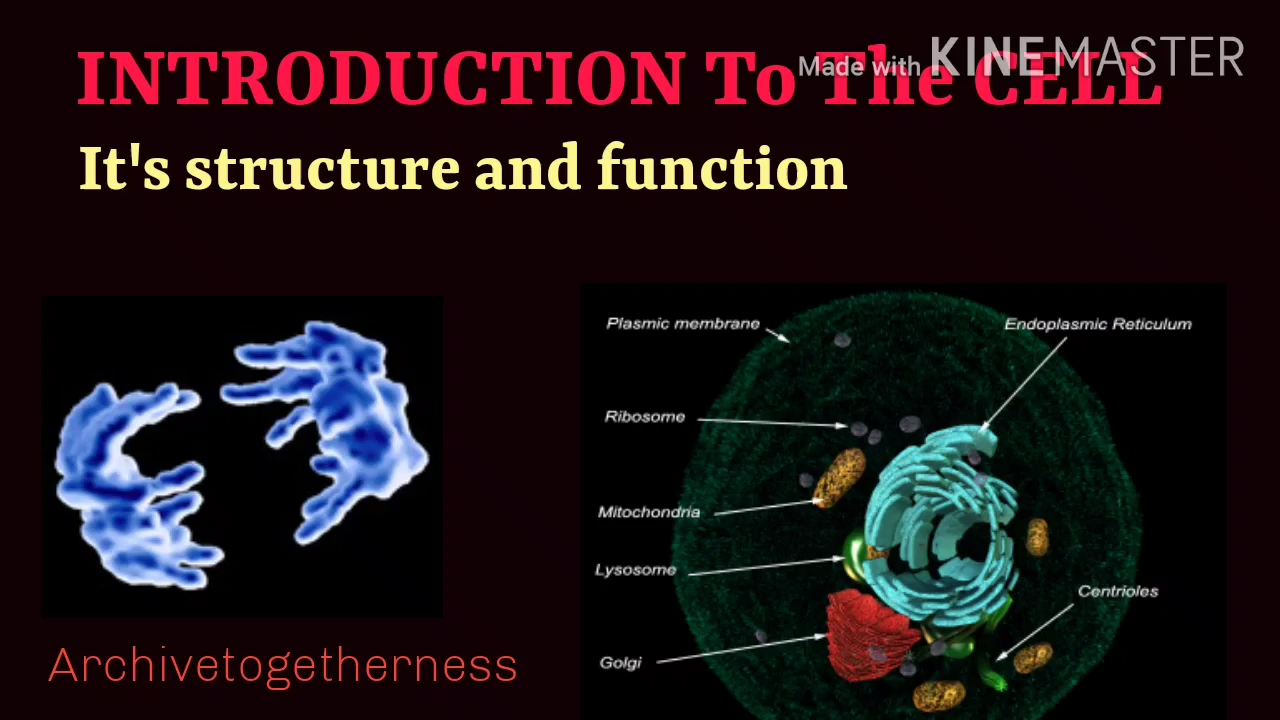 INTRODUCTION To The CELL
Made with KINEMASTER
It's structure and function
Plasmic membrane
Endoplasmic Reticulum
Ribosome
Mitochondria
Lysosome
Centrioles
Golgi
Archivetogetherness